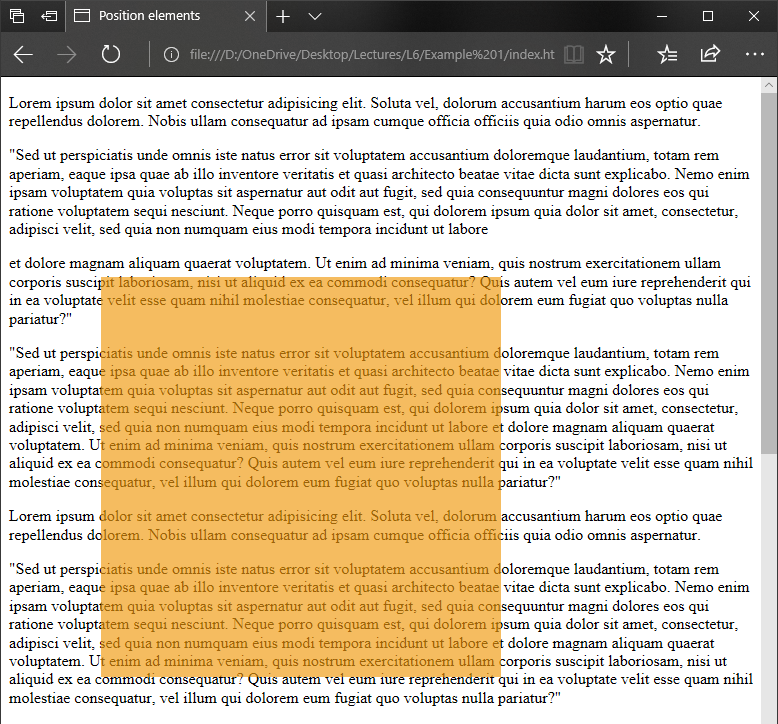 Position elements
file:///D:/OneDrive/Desktop/Lectures/L6/Example%201/index.ht
Lorem ipsum dolor sit amet consectetur adipisicing elit. Soluta vel, dolorum accusantium harum eos optio quae
repellendus dolorem. Nobis ullam consequatur ad ipsam cumque officia officiis quia odio omnis aspernatur.
"Sed ut perspiciatis unde omnis iste natus error sit voluptatem accusantium doloremque laudantium, totam rem
aperiam, eaque ipsa quae ab illo inventore veritatis et quasi architecto beatae vitae dicta sunt explicabo. Nemo enim
ipsam voluptatem quia voluptas sit aspernatur aut odit aut fugit, sed quia consequuntur magni dolores eos qui
ratione voluptatem sequi nesciunt. Neque porro quisquam est, qui dolorem ipsum quia dolor sit amet, consectetur,
adipisci velit, sed quia non numquam eius modi tempora incidunt ut labore
et dolore magnam aliquam quaerat voluptatem. Ut enim ad minima veniam, quis nostrum exercitationem ullam
corporis suscipit laboriosam, nisi ut aliquid ex ea commodi consequatur? Quis autem vel eum iure reprehenderit qui
in ea voluptate velit esse quam nihil molestiae consequatur, vel illum qui dolorem eum fugiat quo voluptas nulla
pariatur?"
"Sed ut perspiciatis unde omnis iste natus error sit voluptatem accusantium doloremque laudantium, totam rem
aperiam, eaque ipsa quae ab illo inventore veritatis et quasi architecto beatae vitae dicta sunt explicabo. Nemo enim
ipsam voluptatem quia voluptas sit aspernatur aut odit aut fugit, sed quia consequuntur magni dolores eos qui
ratione voluptatem sequi nesciunt. Neque porro quisquam est, qui dolorem ipsum quia dolor sit amet, consectetur,
adipisci velit, sed quia non numquam eius modi tempora incidunt ut labore et dolore magnam aliquam quaerat
voluptatem. Ut enim ad minima veniam, quis nostrum exercitationem ullam corporis suscipit laboriosam, nisi ut
aliquid ex ea commodi consequatur? Quis autem vel eum iure reprehenderit qui in ea voluptate velit esse quam nihil
molestiae consequatur, vel illum qui dolorem eum fugiat quo voluptas nulla pariatur?"
Lorem ipsum dolor sit amet consectetur adipisicing elit. Soluta vel, dolorum accusantium harum eos optio quae
repellendus dolorem. Nobis ullam consequatur ad ipsam cumque officia officiis quia odio omnis aspernatur.
"Sed ut perspiciatis unde omnis iste natus error sit voluptatem accusantium doloremque laudantium, totam rem
aperiam, eaque ipsa quae ab illo inventore veritatis et quasi architecto beatae vitae dicta sunt explicabo. Nemo enim
ipsam voluptatem quia voluptas sit aspernatur aut odit aut fugit, sed quia consequuntur magni dolores eos qui
ratione voluptatem sequi nesciunt. Neque porro quisquam est, qui dolorem ipsum quia dolor sit amet, consectetur,
adipisci velit, sed quia non numquam eius modi tempora incidunt ut labore et dolore magnam aliquam quaerat
voluptatem. Ut enim ad minima veniam, quis nostrum exercitationem ullam corporis suscipit laboriosam, nisi ut
aliquid ex ea commodi consequatur? Quis autem vel eum iure reprehenderit qui in ea voluptate velit esse quam nihil
molestiae consequatur, vel illum qui dolorem eum fugiat quo voluptas nulla pariatur?"